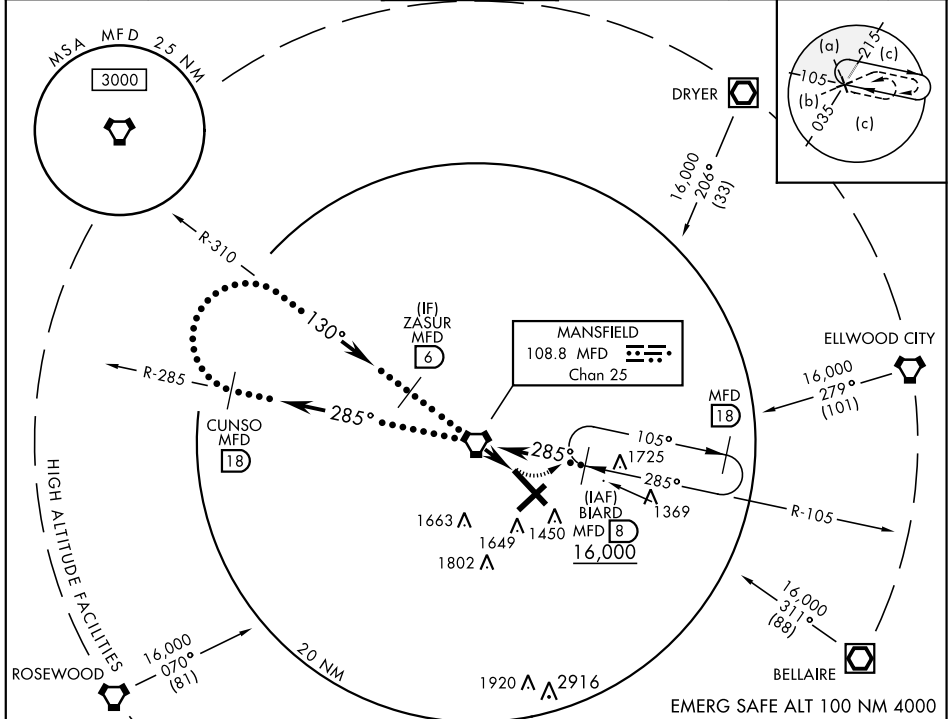 MSA MFD 25 NM
3000
DRYER
16,000
206°
(33)
(a)
215
(c)
105
(b)
035
(c)
R-310
130°
(IF)
ZASUR
MFD
6
MANSFIELD
108.8 MFD
Chan 25
ELLWOOD CITY
16,000
279°
(101)
R-285
285°
CUNSO
MFD
18
MFD
18
105°
285°
1725
285°
1369
R-105
(IAF)
BIARD
MFD 8
16,000
1663
1649
1450
1802
HIGH ALTITUDE FACILITIES
16,000
311°
(88)
BELLAIRE
ROSEWOOD
16,000
070°
(81)
20 NM
1920
2916
EMERG SAFE ALT 100 NM 4000